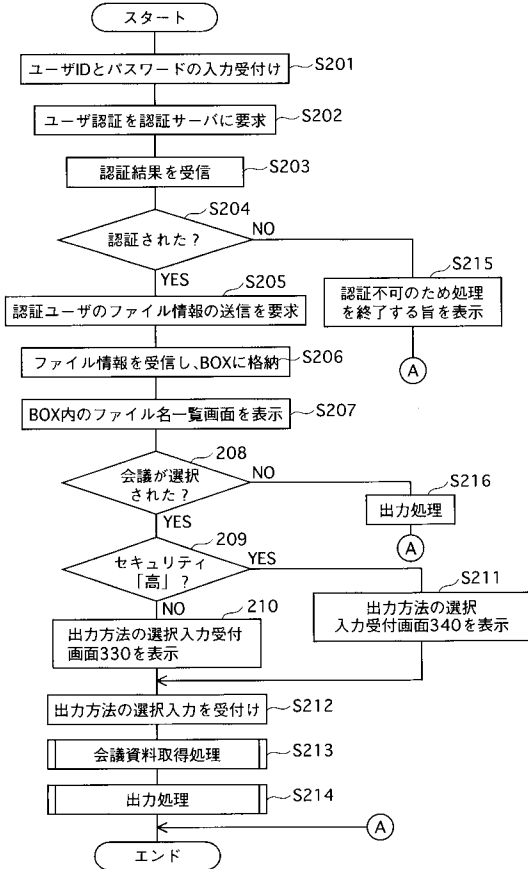 スタート
ユーザIDとパスワードの入力受付け
S201
ユーザ認証を認証サーバに要求
S202
認証結果を受信
S203
S204
認証された?
NO
YES
S215
認証不可のため処理
を終了する旨を表示
A
S205
認証ユーザのファイル情報の送信を要求
ファイル情報を受信し、BOXに格納
S206
BOX内のファイル名一覧画面を表示
S207
208
会議が選択
された?
NO
YES
S216
出力処理
A
209
セキュリティ
「高」?
YES
NO
S211
出力方法の選択
入力受付画面340を表示
210
出力方法の選択入力受付
画面330を表示
出力方法の選択入力を受付け
S212
会議資料取得処理
S213
出力処理
S214
A
エンド